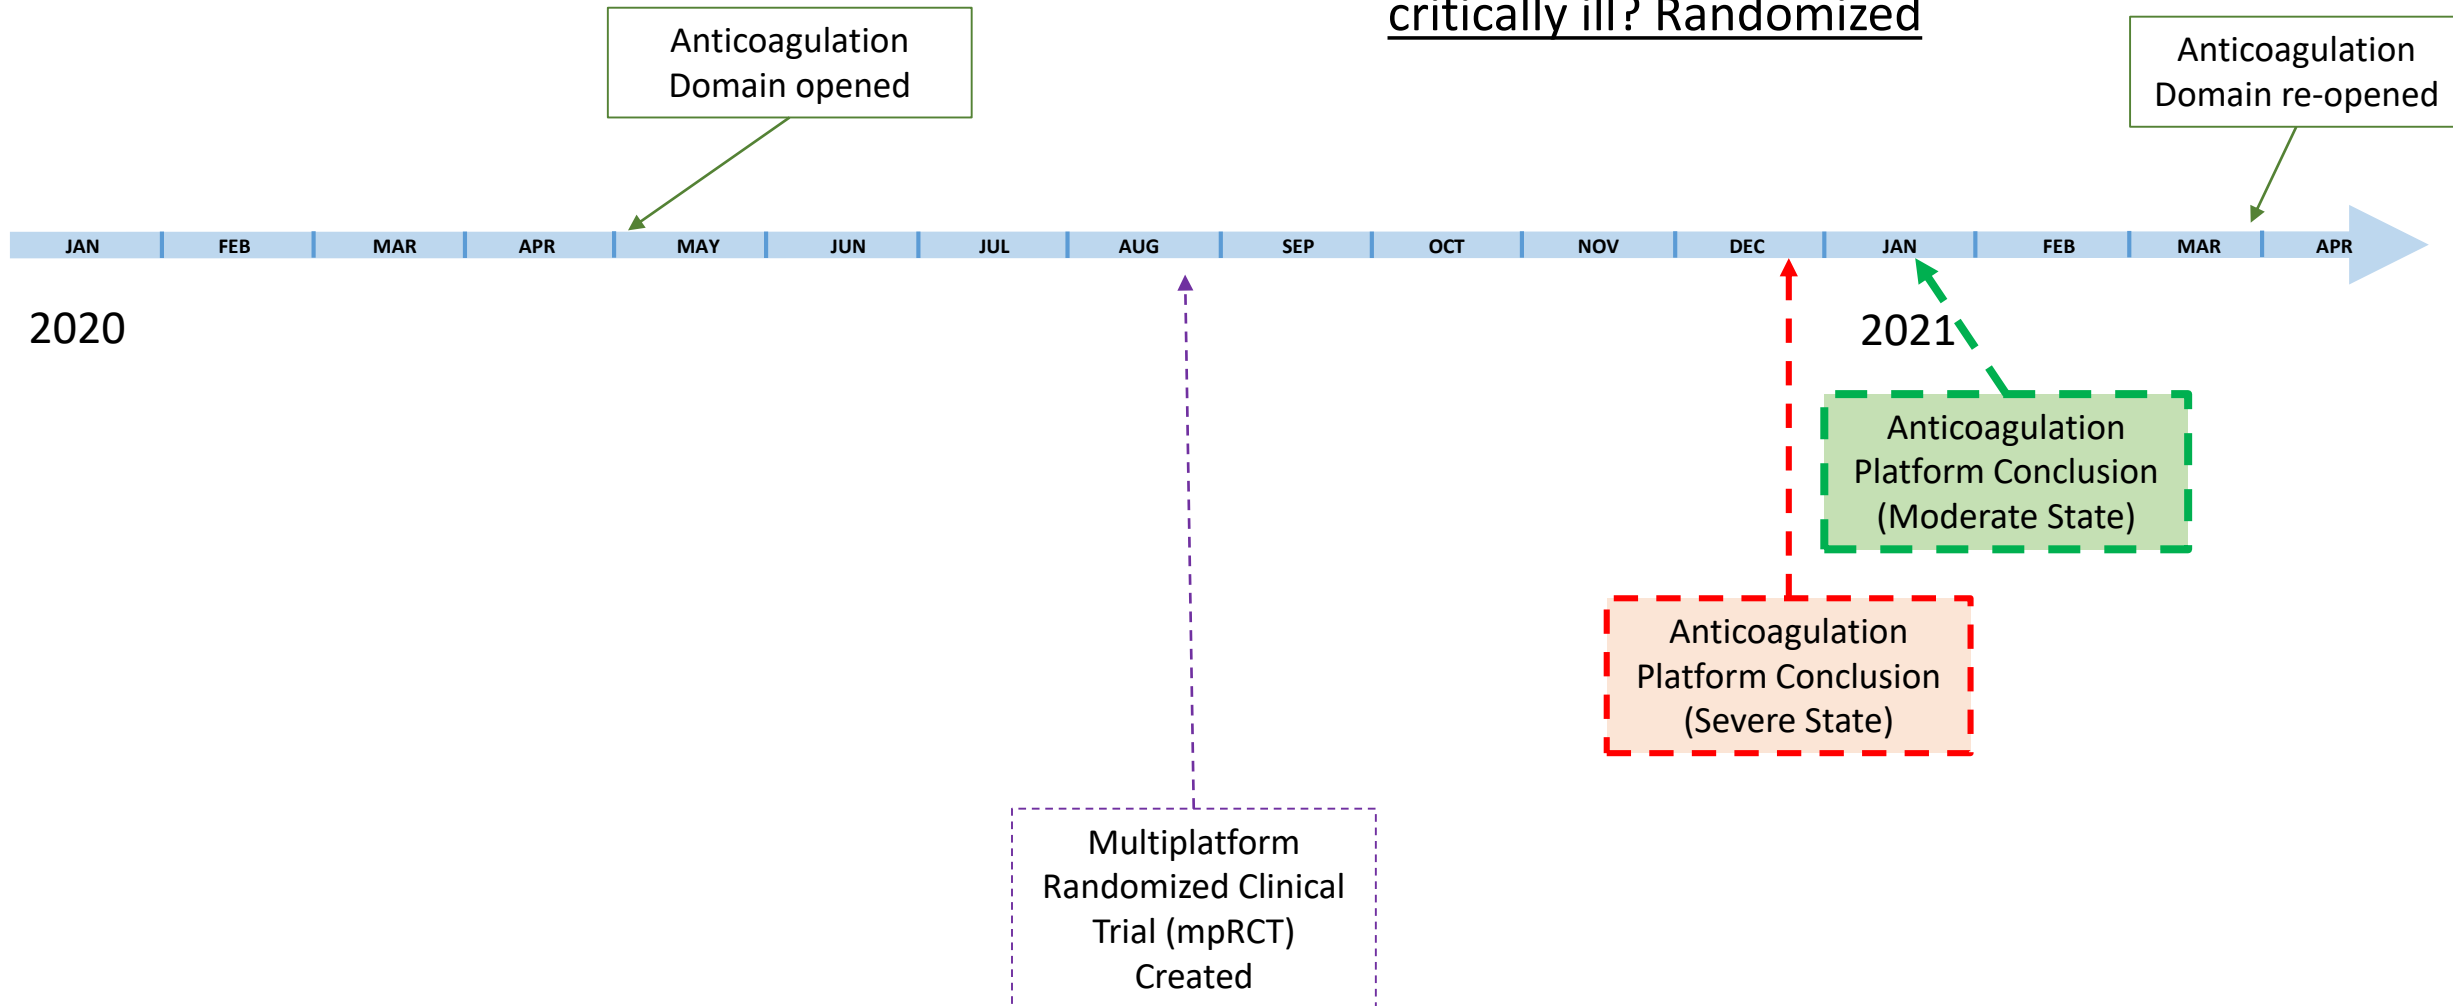 critically ill? Randomized
Anticoagulation
Domain opened
Anticoagulation
Domain re-opened
JAN FEB MAR APR MAY JUN JUL AUG SEP OCT NOV DEC JAN FEB MAR APR
2020
2021
Anticoagulation
Platform Conclusion
(Moderate State)
Anticoagulation
Platform Conclusion
(Severe State)
Multiplatform
Randomized Clinical
Trial (mpRCT)
Created